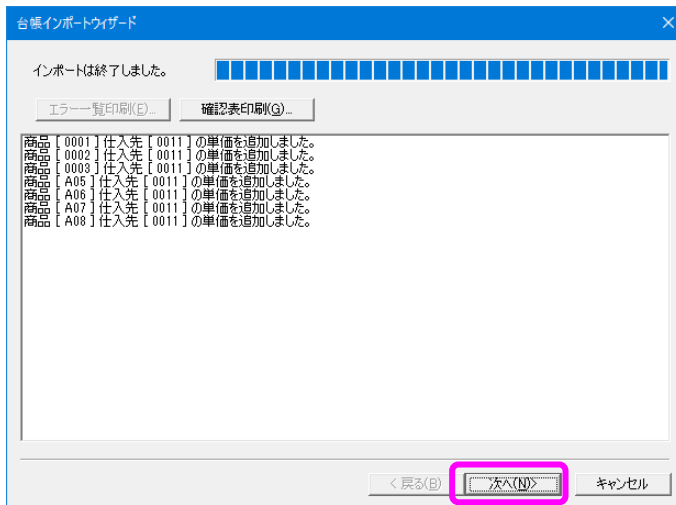 台帳インポートウィザード
インポートは終了しました。
エラー一覧印刷(E)...
確認表印刷(G)...
商品 [ 0001 ] 仕入先 [ 0011 ] の単価を追加しました。
商品 [ 0002 ] 仕入先 [ 0011 ] の単価を追加しました。
商品 [ 0003 ] 仕入先 [ 0011 ] の単価を追加しました。
商品 [ A05 ] 仕入先 [ 0011 ] の単価を追加しました。
商品 [ A06 ] 仕入先 [ 0011 ] の単価を追加しました。
商品 [ A07 ] 仕入先 [ 0011 ] の単価を追加しました。
商品 [ A08 ] 仕入先 [ 0011 ] の単価を追加しました。
< 戻る(B)
次へ(N)>
キャンセル